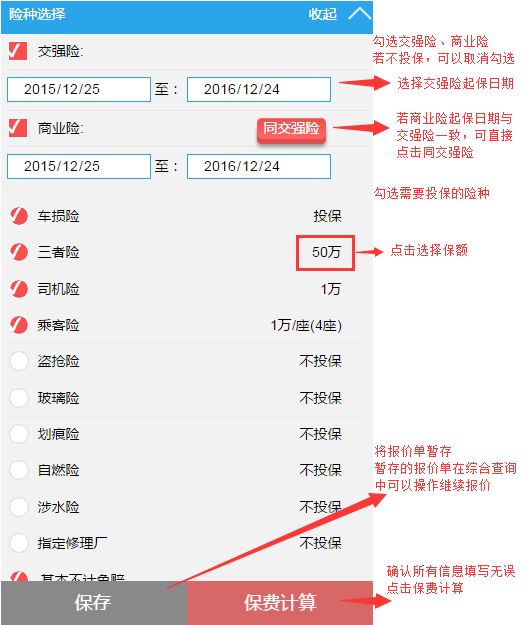 险种选择 收起
交强险:
勾选交强险、商业险
若不投保，可以取消勾选
2015/12/25 至： 2016/12/24
选择交强险起保日期
商业险: 同交强险
若商业险起保日期与
交强险一致，可直接
点击同交强险
2015/12/25 至： 2016/12/24
勾选需要投保的险种
车损险 投保
三者险 50万
点击选择保额
司机险 1万
乘客险 1万/座(4座)
盗抢险 不投保
玻璃险 不投保
划痕险 不投保
自燃险 不投保
将报价单暂存
暂存的报价单在综合查询
中可以操作继续报价
涉水险 不投保
指定修理厂 不投保
基本不计免赔
保存 保费计算
确认所有信息填写无误
点击保费计算